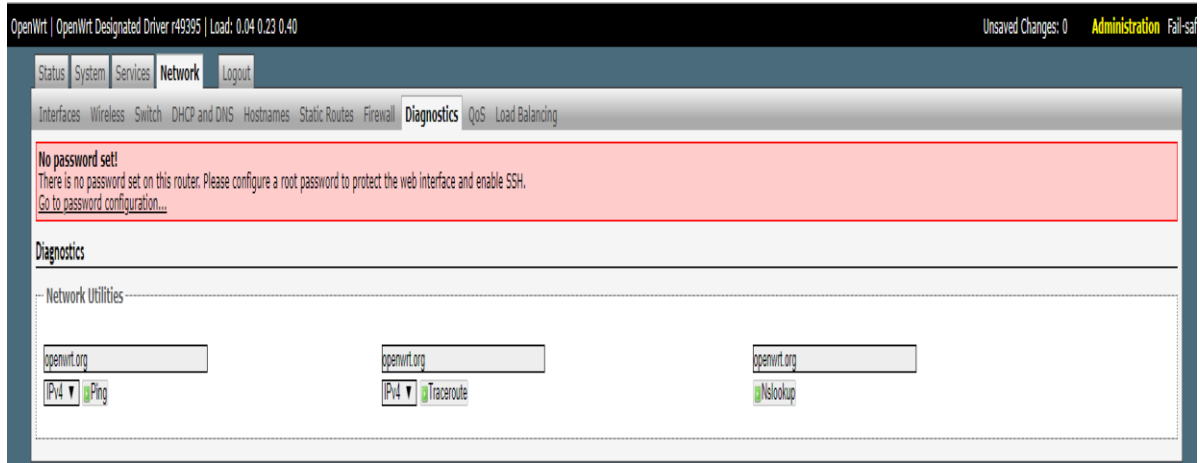 OpenWrt | OpenWrt Designated Driver r49395 | Load: 0.04 0.23 0.40 Unsaved Changes: 0 Administration Fail-saf
Status System Services Network Logout
Interfaces Wireless Switch DHCP and DNS Hostnames Static Routes Firewall Diagnostics QoS Load Balancing
No password set!
There is no password set on this router. Please configure a root password to protect the web interface and enable SSH.
Go to password configuration...
Diagnostics
Network Utilities
openwrt.org openwrt.org openwrt.org
IPv4 ▼ Ping IPv4 ▼ Traceroute Nslookup